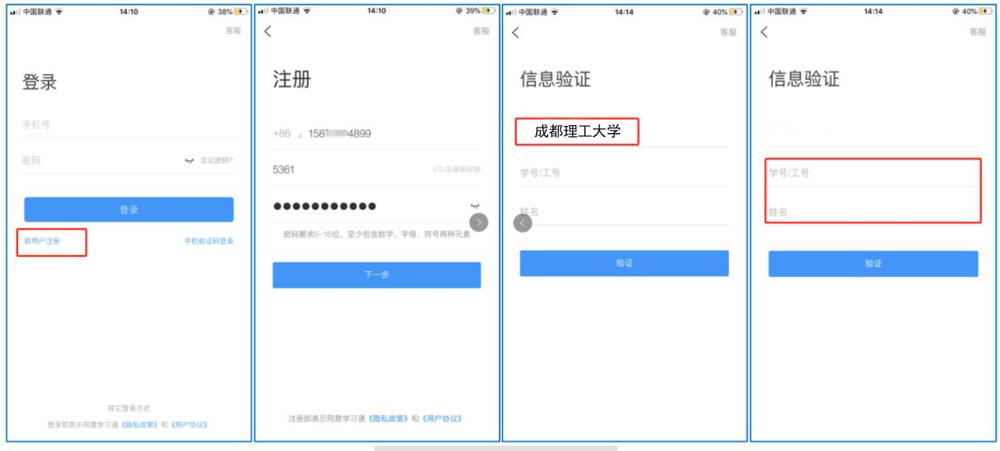 中国联通 14:10 38%
客服
登录
手机号
密码 忘记密码?
登录
新用户注册 手机验证码登录
其它登录方式
登录即表示同意学习通《隐私政策》和《用户协议》
中国联通 14:10 39%
客服
注册
+86 158 4899
5361 43s后重新获取
密码要求6-16位，至少包含数字、字母、符号两种元素
下一步
注册即表示同意学习通《隐私政策》和《用户协议》
中国联通 14:14 40%
客服
信息验证
成都理工大学
学号/工号
姓名
验证
中国联通 14:14 40%
客服
信息验证
学号/工号
姓名
验证